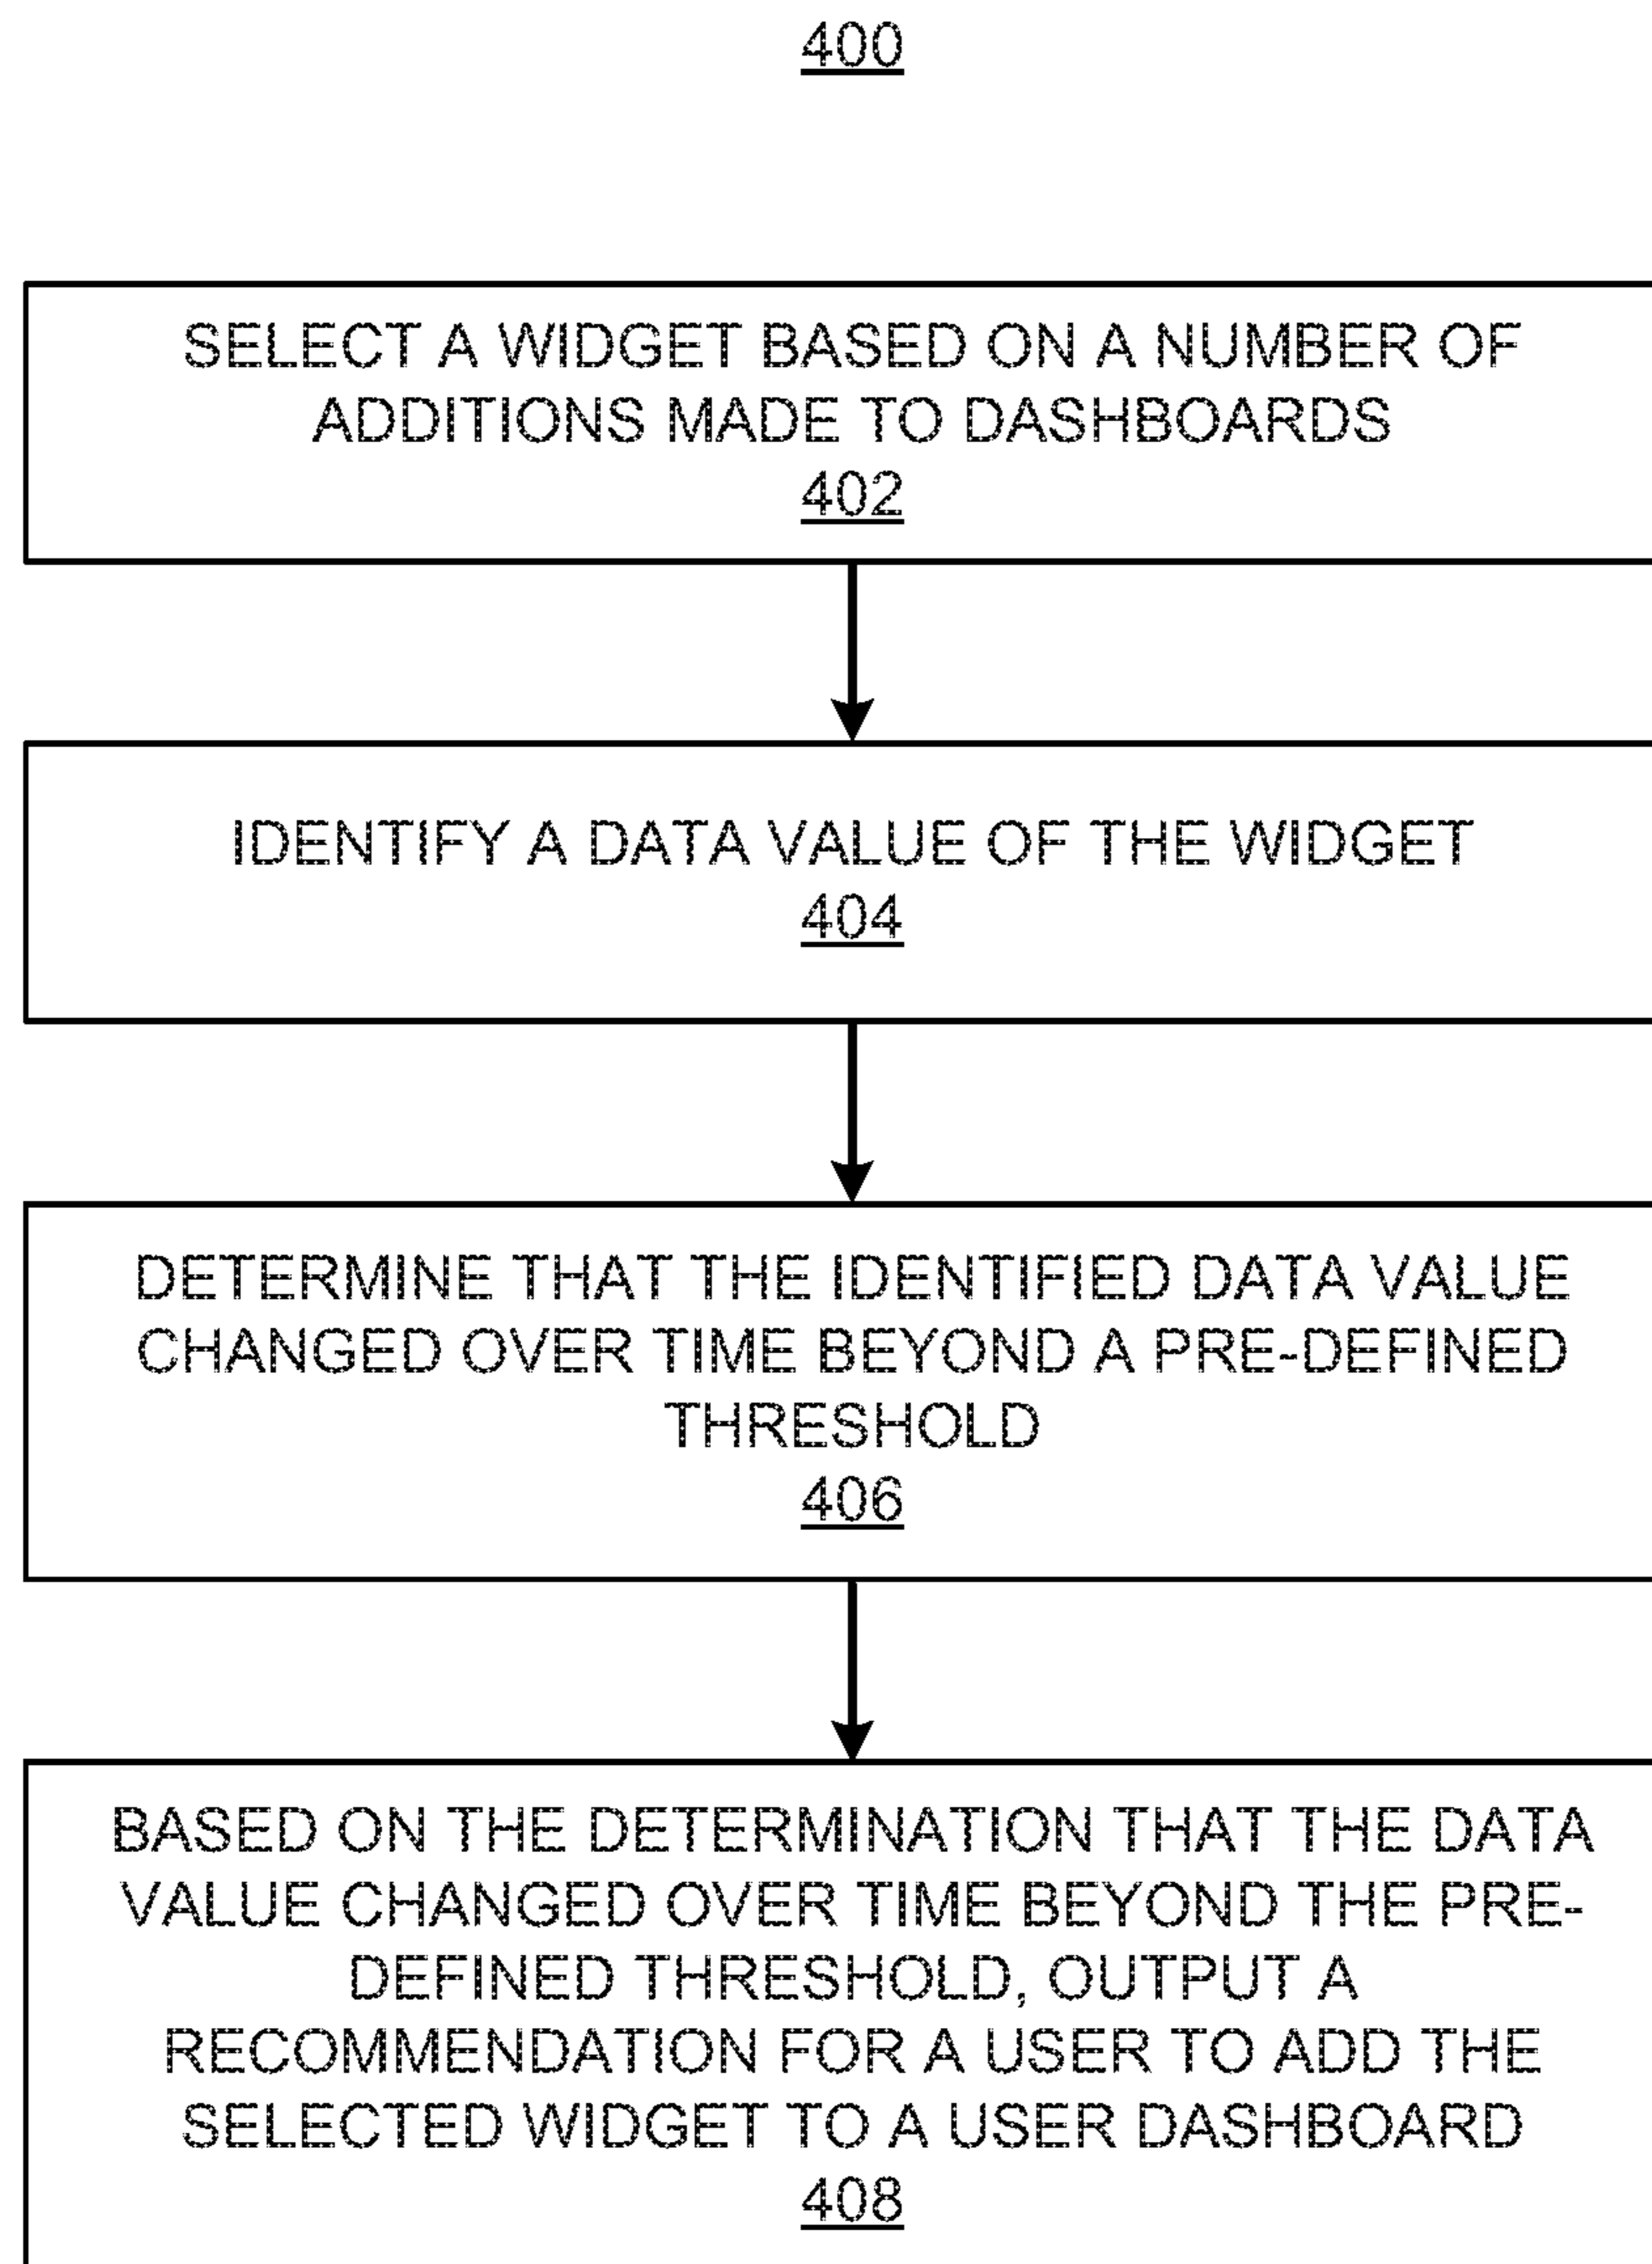 400
SELECT A WIDGET BASED ON A NUMBER OF
ADDITIONS MADE TO DASHBOARDS
402
IDENTIFY A DATA VALUE OF THE WIDGET
404
DETERMINE THAT THE IDENTIFIED DATA VALUE
CHANGED OVER TIME BEYOND A PRE-DEFINED
THRESHOLD
406
BASED ON THE DETERMINATION THAT THE DATA
VALUE CHANGED OVER TIME BEYOND THE PRE-
DEFINED THRESHOLD, OUTPUT A
RECOMMENDATION FOR A USER TO ADD THE
SELECTED WIDGET TO A USER DASHBOARD
408